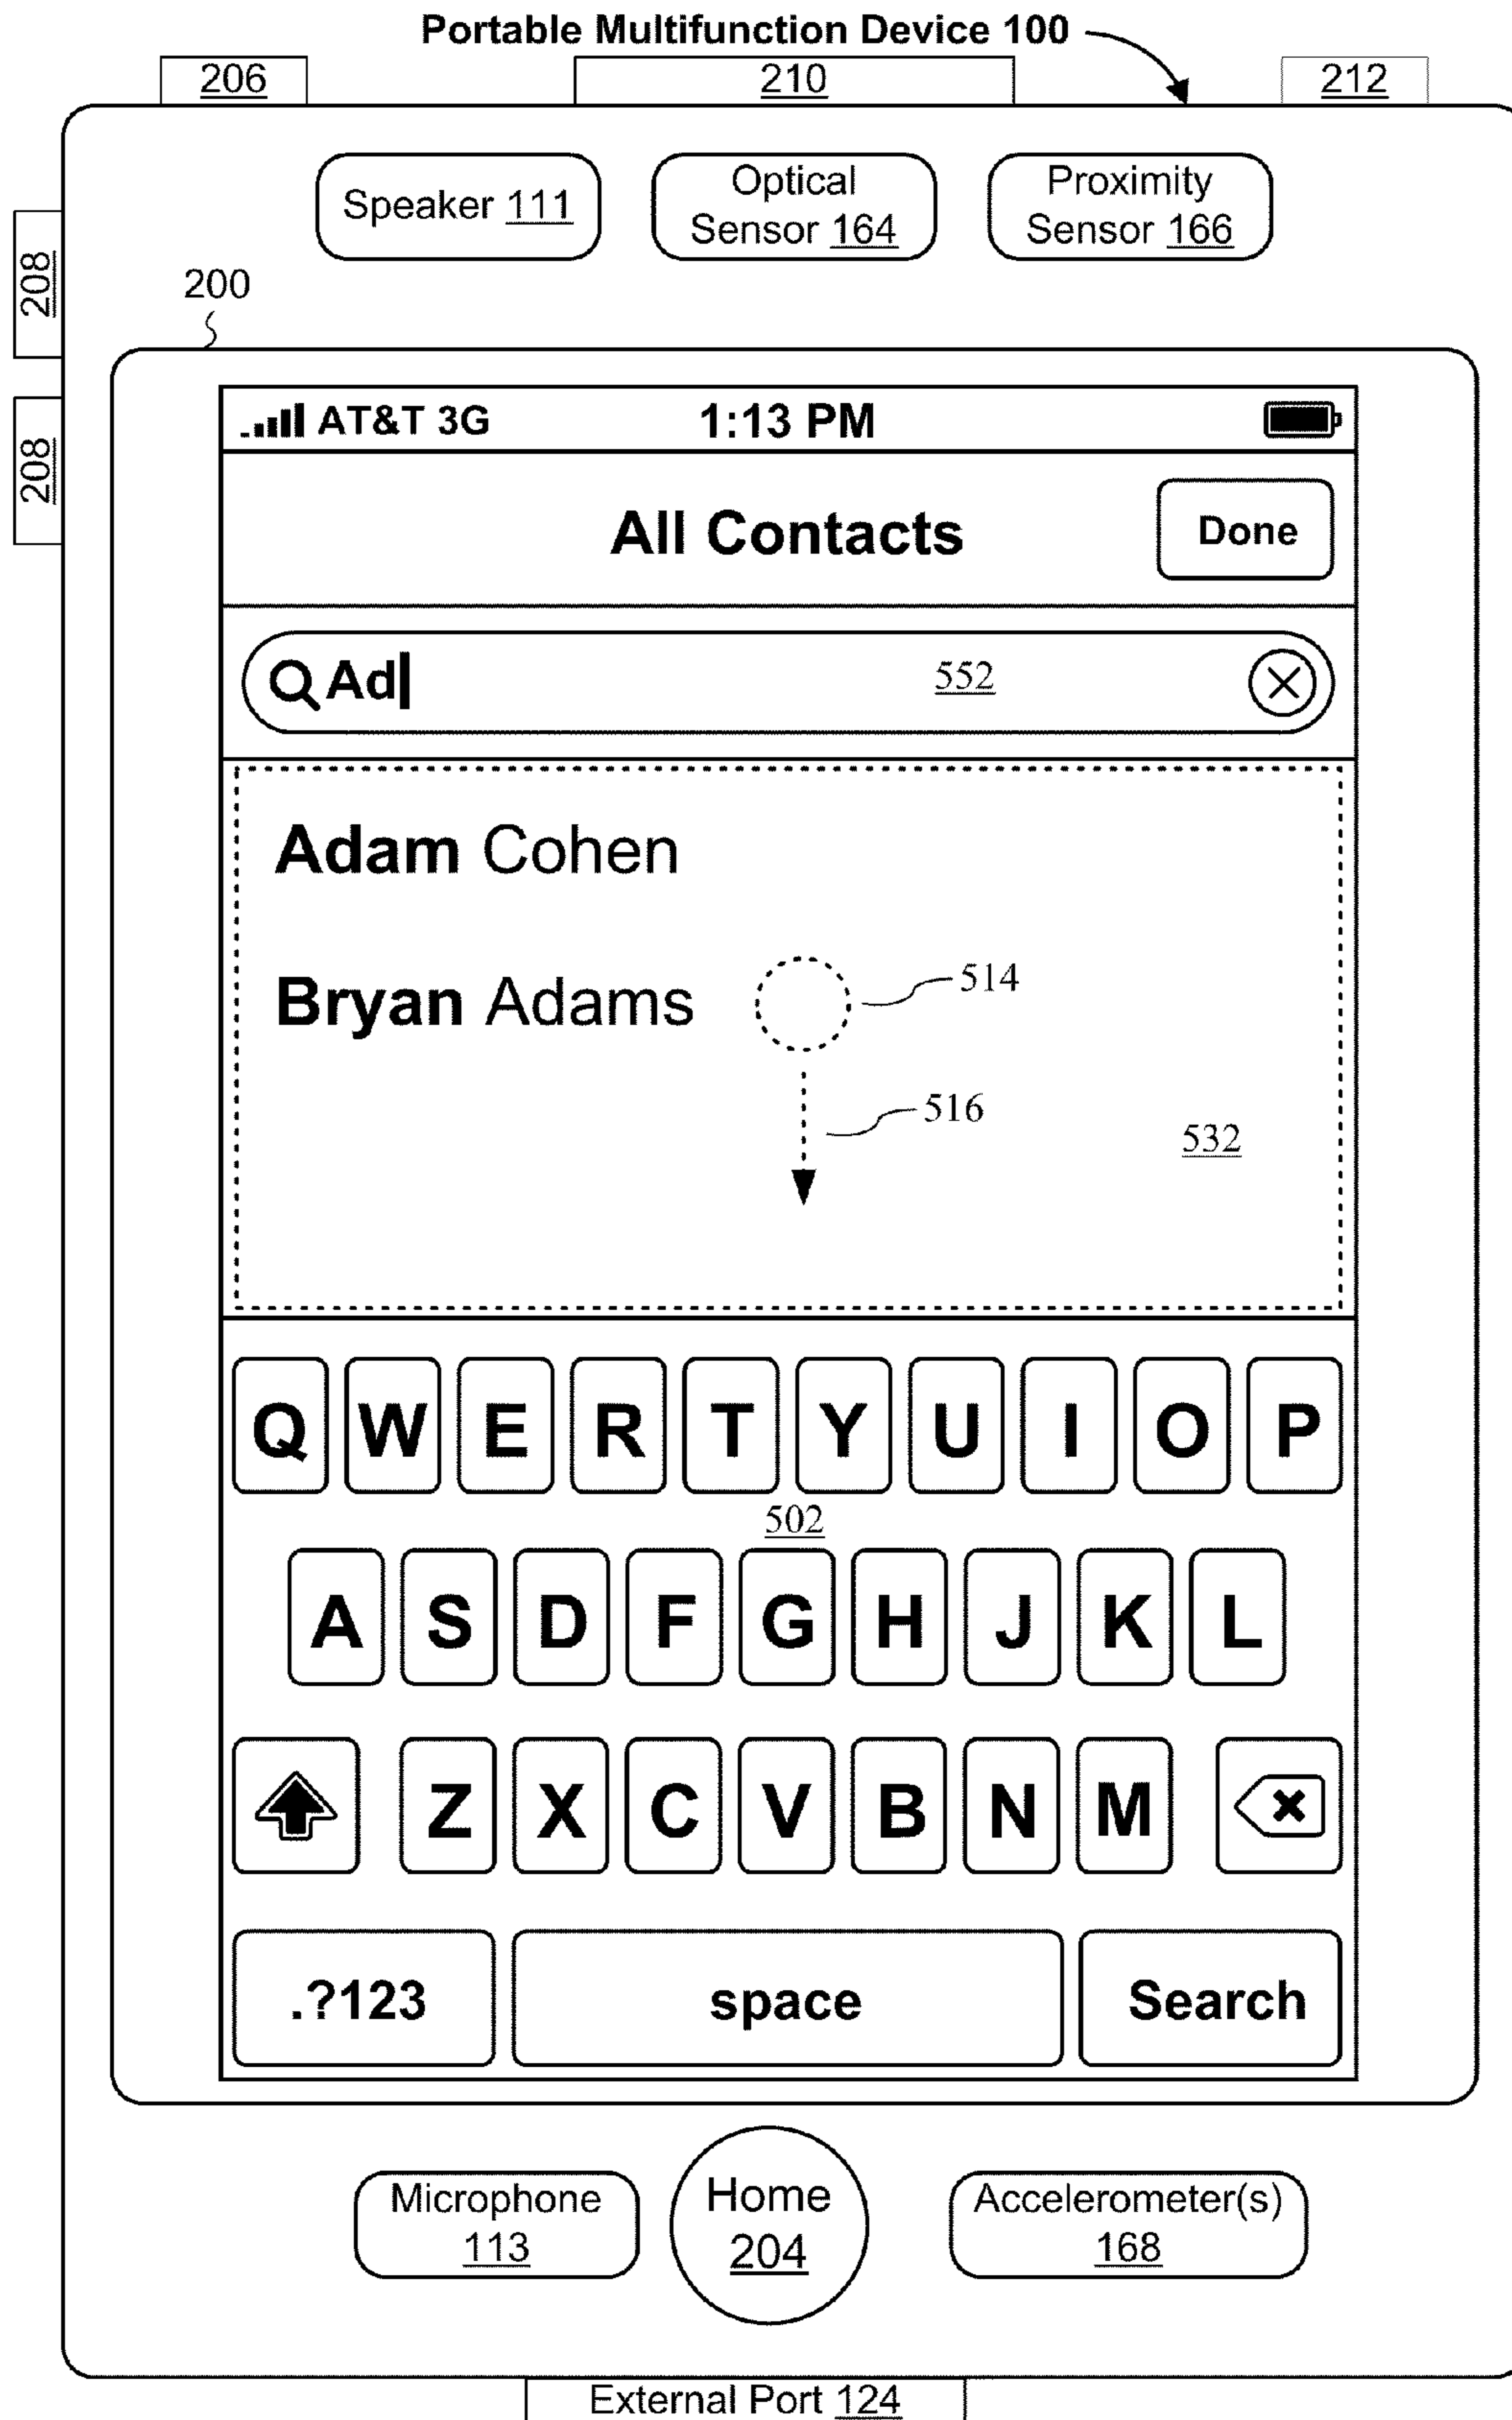 Portable Multifunction Device 100
206 210 212
Speaker 111
Optical
Sensor 164
Proximity
Sensor 166
208
208
200
AT&T 3G 1:13 PM
All Contacts Done
Ad 552
Adam Cohen
Bryan Adams
514
516
532
Q W E R T Y U I O P
502
A S D F G H J K L
Z X C V B N M
.?123 space Search
Microphone
113
Home
204
Accelerometer(s)
168
External Port 124